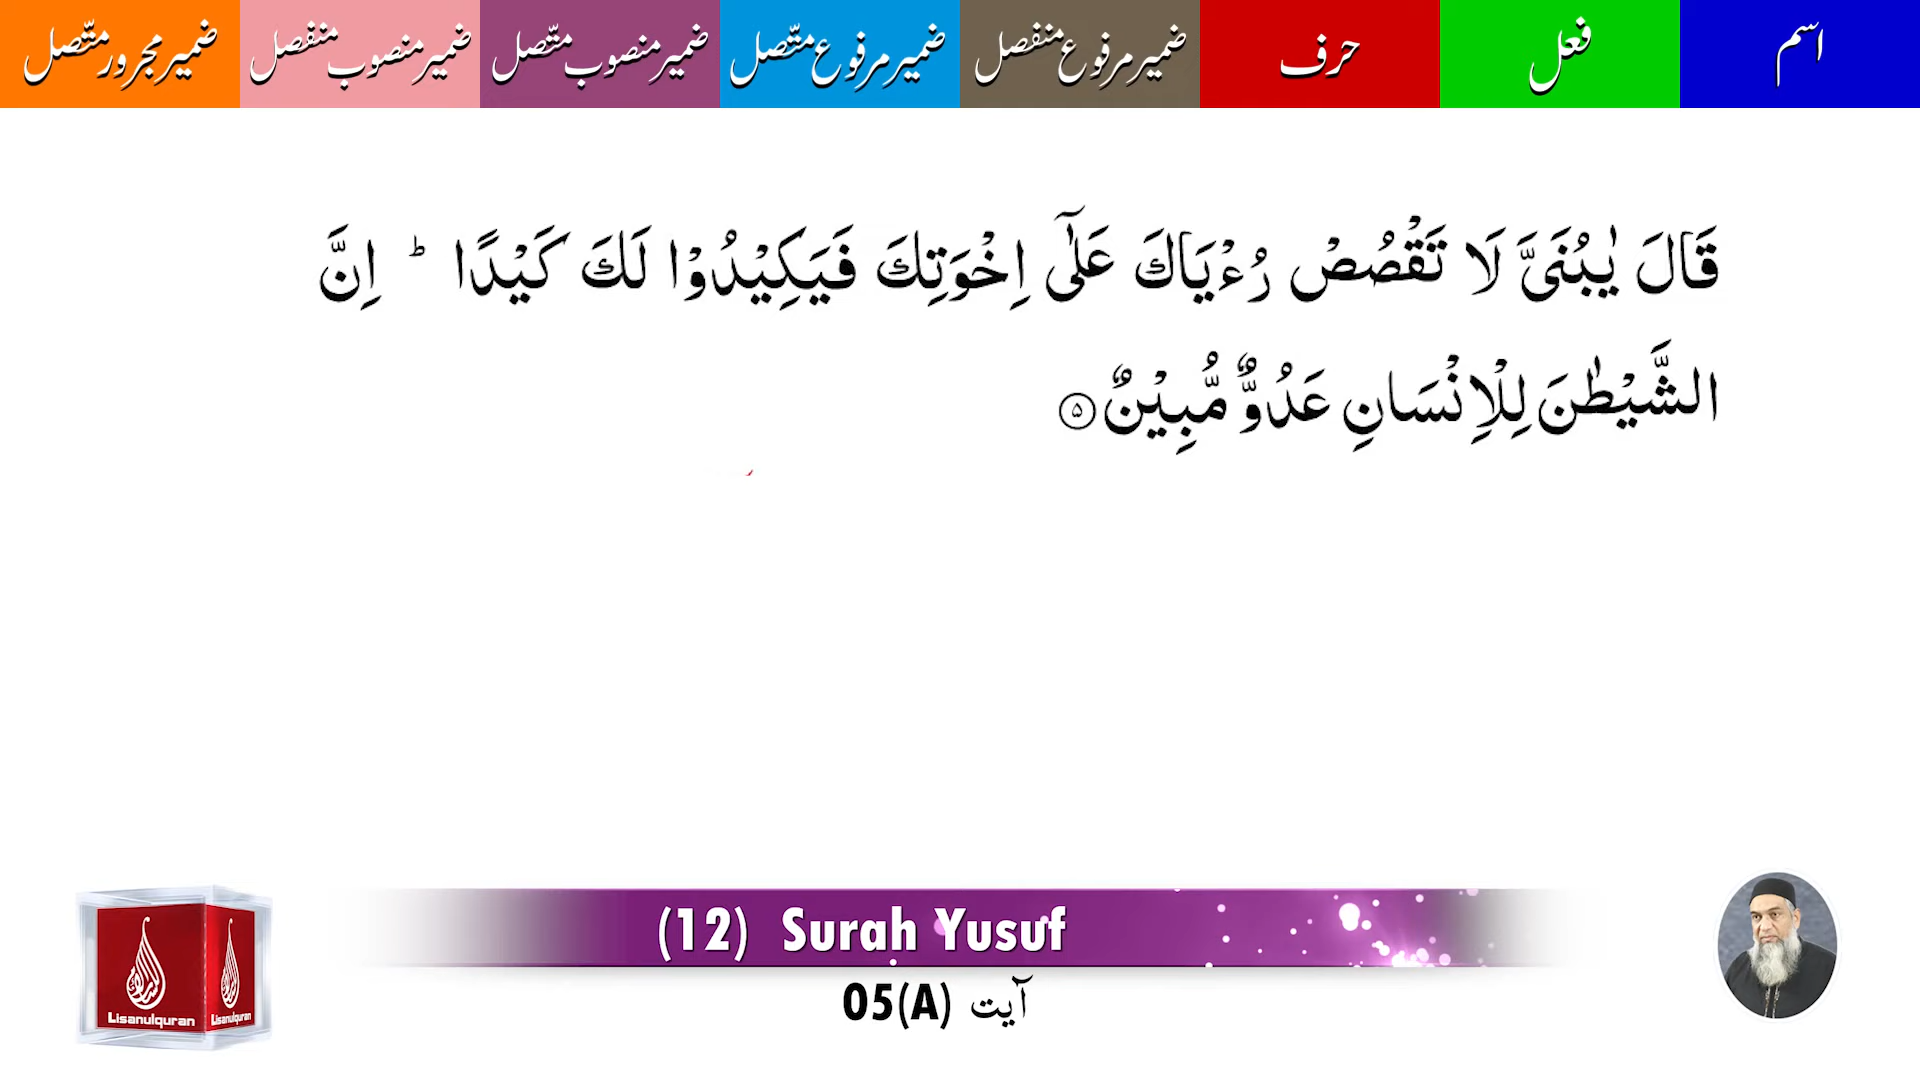 اسم
فعل
حرف
ضمیر مرفوع منفصل
ضمیر مرفوع متّصل
ضمیر منصوب متّصل
ضمیر منصوب منفصل
ضمیر مجرور متّصل
قَالَ يٰبُنَىَّ لَا تَقْصُصْ رُءْيَاكَ عَلٰٓى اِخْوَتِكَ فَيَكِيْدُوْا لَكَ كَيْدًا ؕ اِنَّ
الشَّيْطٰنَ لِلْاِنْسَانِ عَدُوٌّ مُّبِيْنٌ ۵
(12) Surah Yusuf
آیت 05(A)
Lisanulquran
Lisanulquran